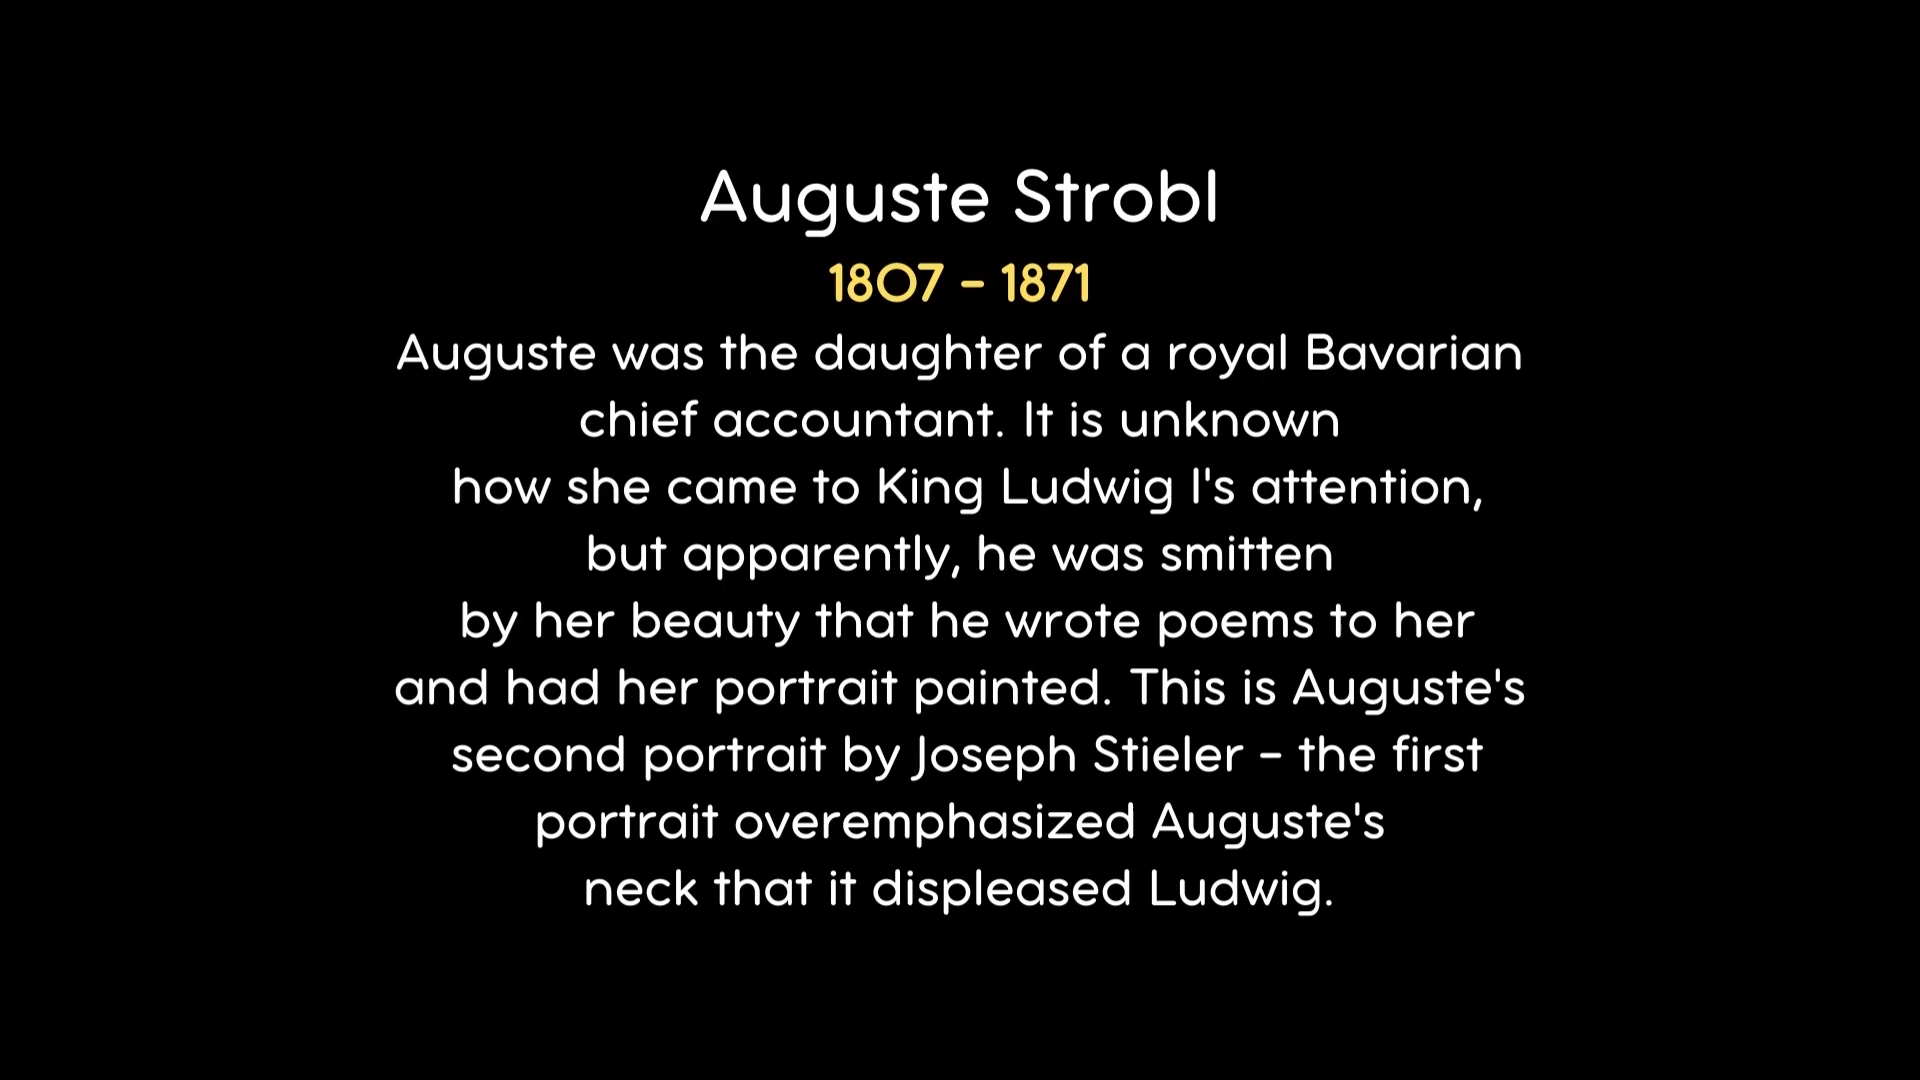 Auguste Strobl
1807 - 1871
Auguste was the daughter of a royal Bavarian
chief accountant. It is unknown
how she came to King Ludwig I's attention,
but apparently, he was smitten
by her beauty that he wrote poems to her
and had her portrait painted. This is Auguste's
second portrait by Joseph Stieler - the first
portrait overemphasized Auguste's
neck that it displeased Ludwig.